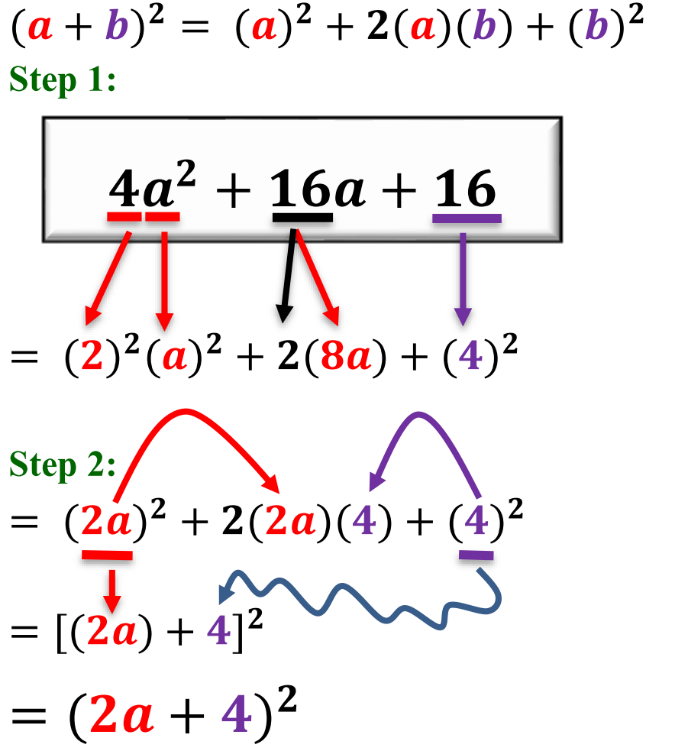 (a + b)² = (a)² + 2(a)(b) + (b)²
Step 1:
4a² + 16a + 16
= (2)²(a)² + 2(8a) + (4)²
Step 2:
= (2a)² + 2(2a)(4) + (4)²
= [(2a) + 4]²
= (2a + 4)²